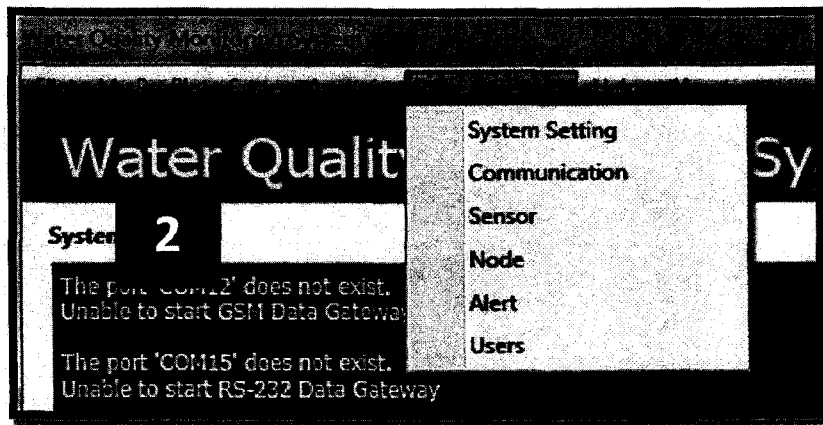 Water Quality
Sy
System Setting
Communication
Sensor
Node
Alert
Users
System
2
The port 'COM12' does not exist.
Unable to start GSM Data Gateway
The port 'COM15' does not exist.
Unable to start RS-232 Data Gateway